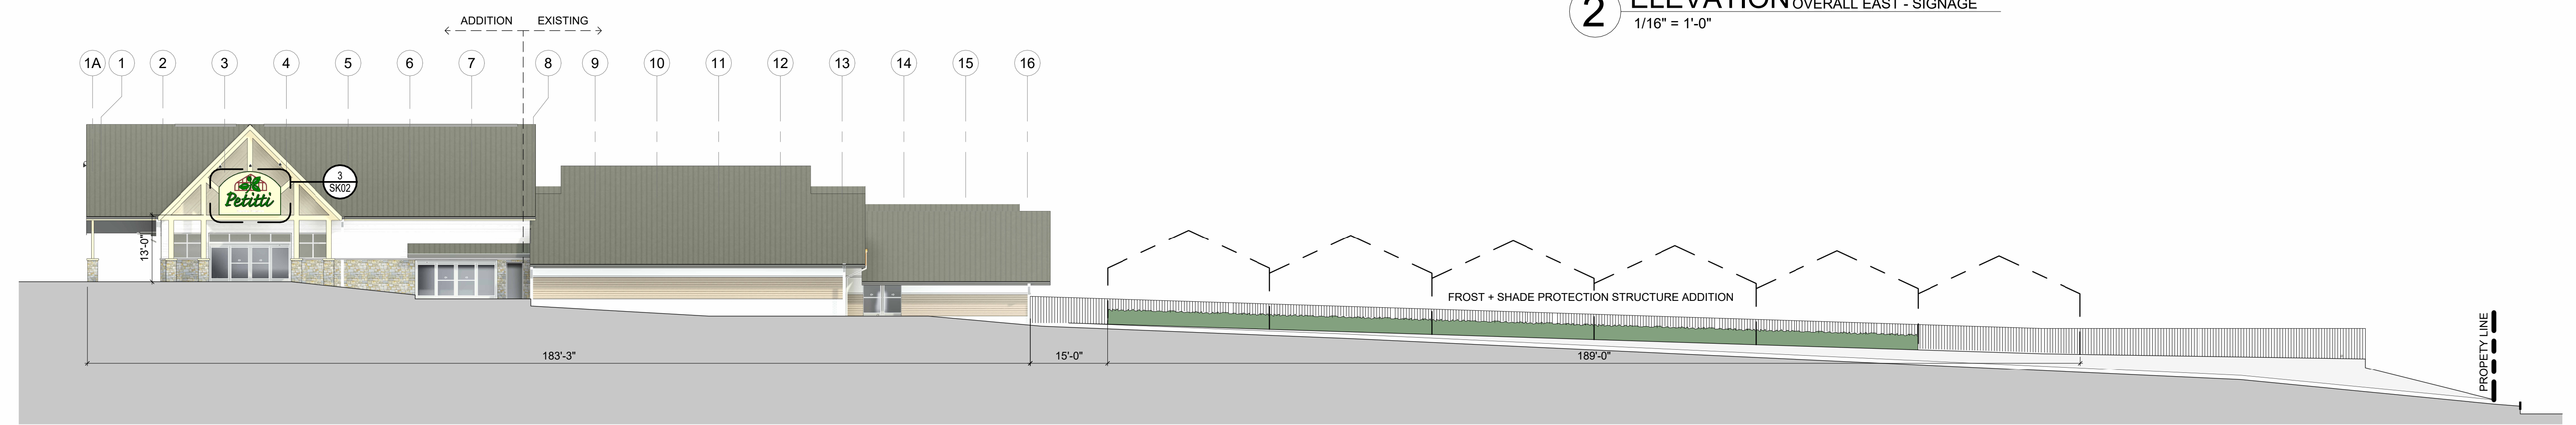 2 ELEVATION OVERALL EAST - SIGNAGE
1/16" = 1'-0"
ADDITION EXISTING
1A 1 2 3 4 5 6 7 8 9 10 11 12 13 14 15 16
3
SK02
Petitti
13'-0"
FROST + SHADE PROTECTION STRUCTURE ADDITION
PROPETY LINE
183'-3" 15'-0" 189'-0"